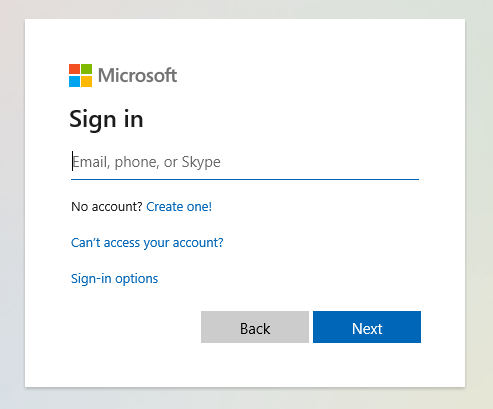 Microsoft
Sign in
Email, phone, or Skype
No account? Create one!
Can't access your account?
Sign-in options
Back Next